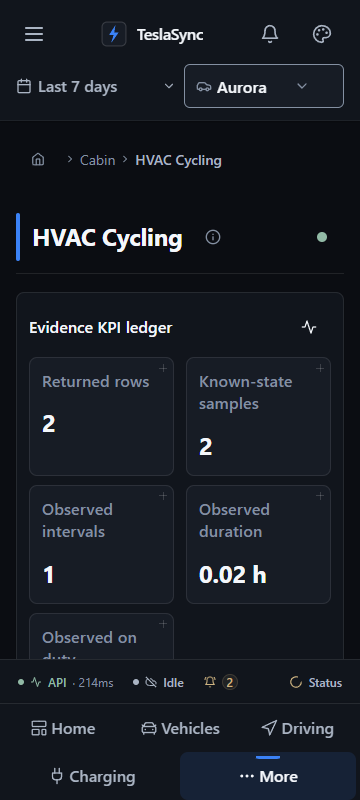 TeslaSync
Last 7 days
Aurora
Cabin
HVAC Cycling
HVAC Cycling
Evidence KPI ledger
Returned rows
2
Known-state
samples
2
Observed
intervals
1
Observed
duration
0.02 h
Observed on
duty
API · 214ms
Idle
2
Status
Home
Vehicles
Driving
Charging
More